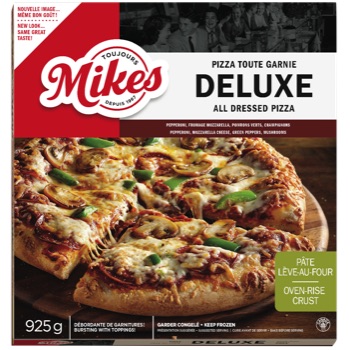 NOUVELLE IMAGE...
MÊME BON GOÛT!
NEW LOOK...
SAME GREAT
TASTE!
TOUJOURS
Mikes
DEPUIS 1967
PIZZA TOUTE GARNIE
DELUXE
ALL DRESSED PIZZA
PEPPERONI, FROMAGE MOZZARELLA, POIVRONS VERTS, CHAMPIGNONS
PEPPERONI, MOZZARELLA CHEESE, GREEN PEPPERS, MUSHROOMS
PÂTE
LÈVE-AU-FOUR
OVEN-RISE
CRUST
925g
DÉBORDANTE DE GARNITURES!
BURSTING WITH TOPPINGS!
GARDER CONGELÉ • KEEP FROZEN